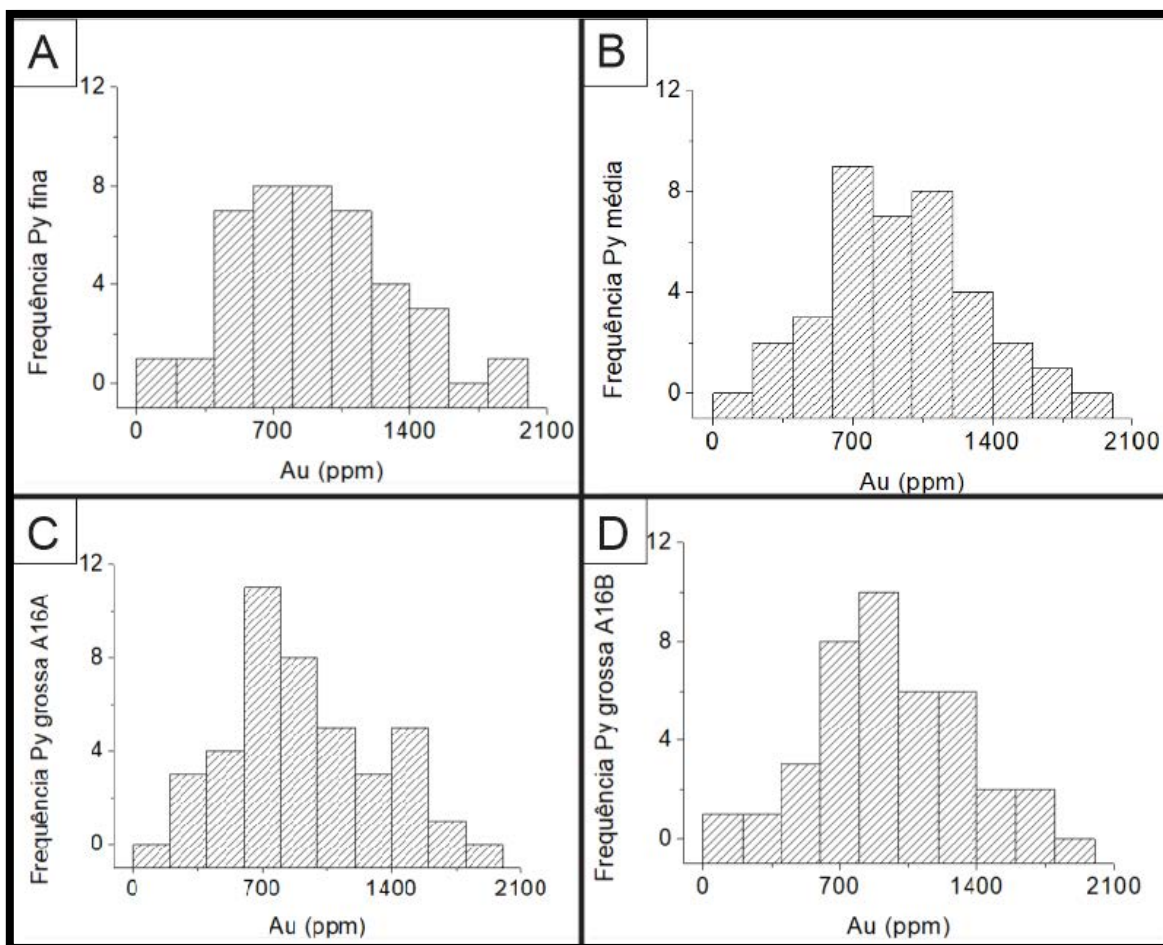 A
Frequência Py fina
12
8
4
0
0 700 1400 2100
Au (ppm)
B
Frequência Py média
12
8
4
0
0 700 1400 2100
Au (ppm)
C
Frequência Py grossa A16A
12
8
4
0
0 700 1400 2100
Au (ppm)
D
Frequência Py grossa A16B
12
8
4
0
0 700 1400 2100
Au (ppm)